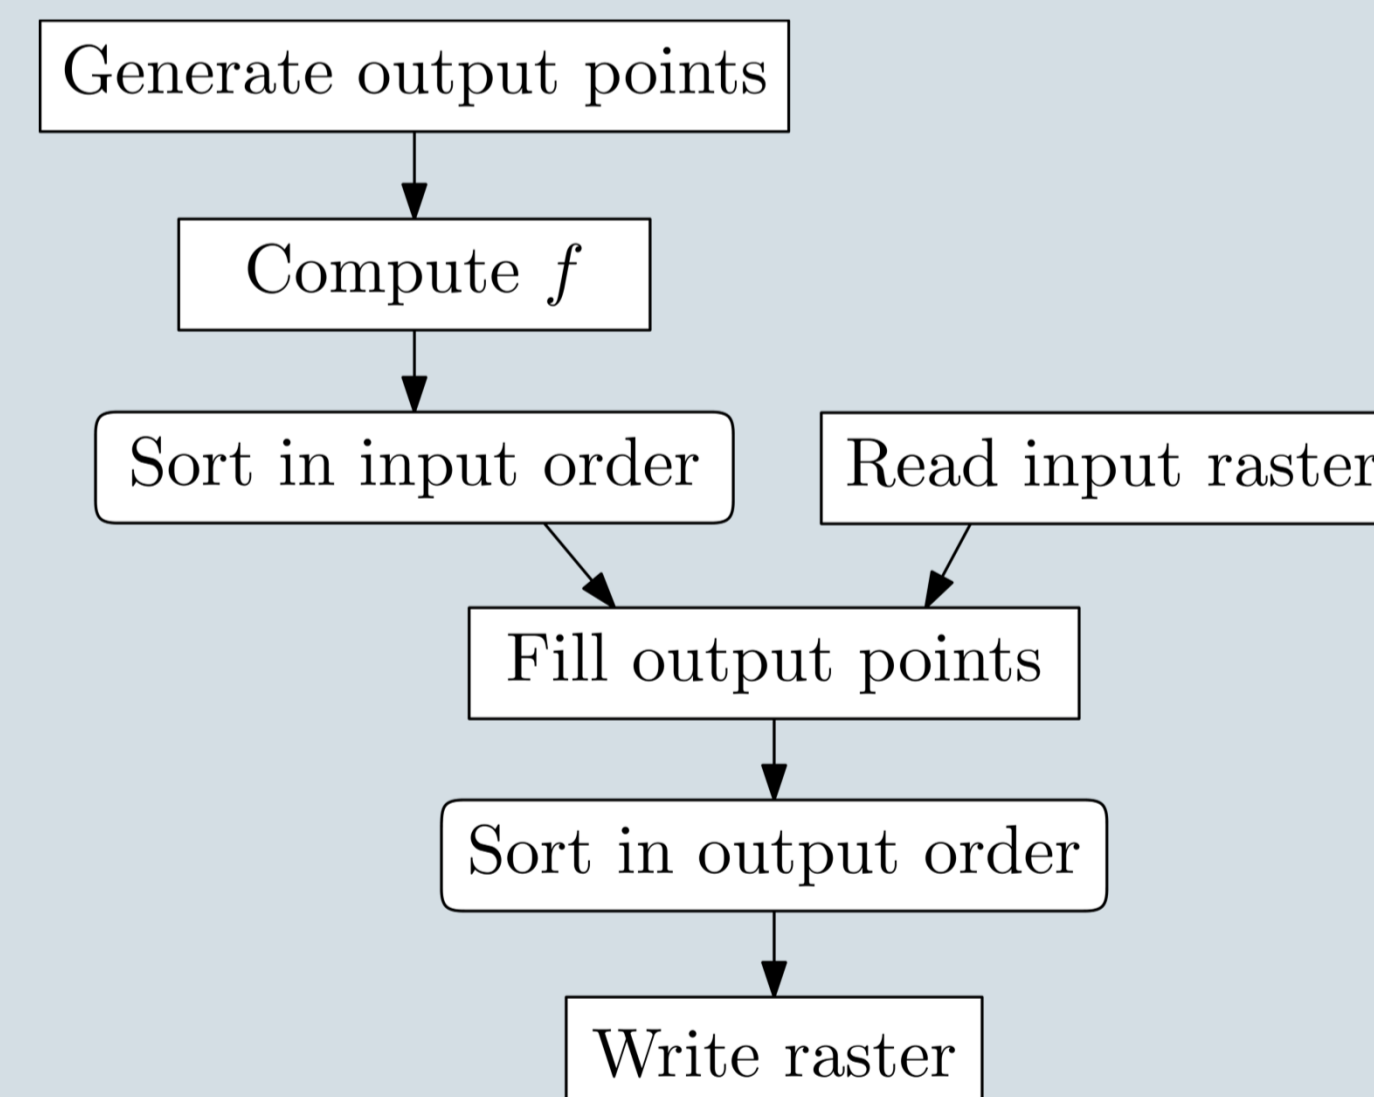 Generate output points
Compute f
Sort in input order
Read input raster
Fill output points
Sort in output order
Write raster